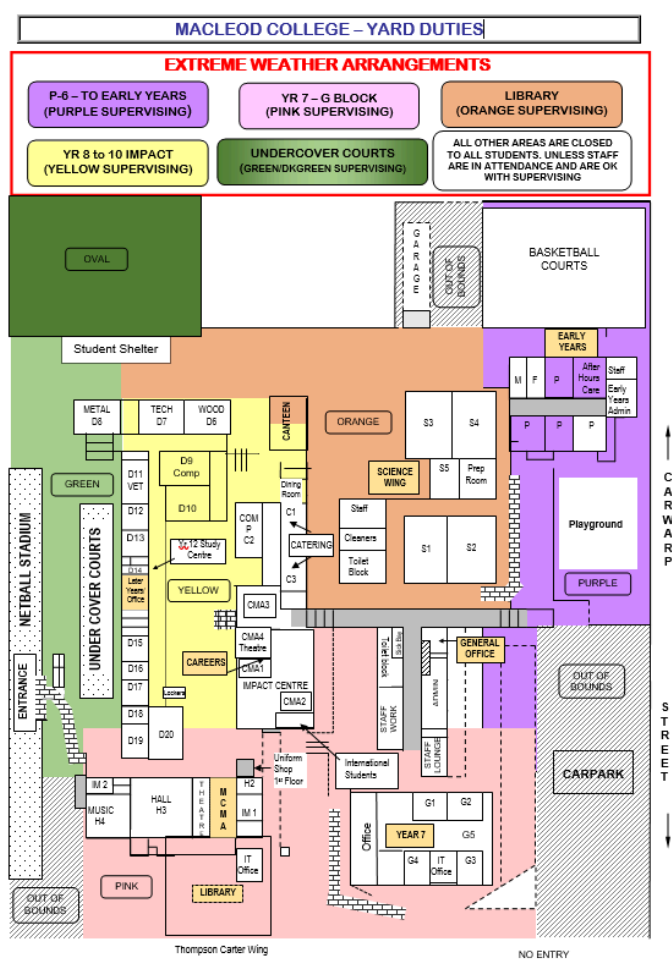 MACLEOD COLLEGE – YARD DUTIES
EXTREME WEATHER ARRANGEMENTS
P-6 – TO EARLY YEARS
(PURPLE SUPERVISING)
YR 7 – G BLOCK
(PINK SUPERVISING)
LIBRARY
(ORANGE SUPERVISING)
YR 8 to 10 IMPACT
(YELLOW SUPERVISING)
UNDERCOVER COURTS
(GREEN/DKGREEN SUPERVISING)
ALL OTHER AREAS ARE CLOSED
TO ALL STUDENTS. UNLESS STAFF
ARE IN ATTENDANCE AND ARE OK
WITH SUPERVISING
OVAL
GARAGE
OUT OF
BOUNDS
BASKETBALL
COURTS
Student Shelter
EARLY
YEARS
M
F
P
After
Hours
Care
Staff
Early
Years
Admin
P
P
P
METAL
D8
TECH
D7
WOOD
D6
CANTEEN
ORANGE
S3
S4
SCIENCE
WING
S5
Prep
Room
D9
Comp
D10
D11
VET
D12
D13
D14
GREEN
Dining
Room
C1
COM
P
C2
CATERING
C3
Staff
Cleaners
Toilet
Block
S1
S2
Playground
PURPLE
CARWARP
STREET
NETBALL STADIUM
ENTRANCE
UNDER COVER COURTS
Yr 12 Study
Centre
Later
Years/
Office
YELLOW
CMA3
CMA4
Theatre
CAREERS
CMA1
IMPACT CENTRE
CMA2
D15
D16
D17
D18
D19
D20
Lockers
Toilet block
Sick Bay
STAFF
WORK
ADMIN
STAFF
LOUNGE
GENERAL
OFFICE
OUT OF
BOUNDS
CARPARK
International
Students
Uniform
Shop
1st Floor
IM 2
MUSIC
H4
HALL
H3
THEATRE
MCMA
H2
IM 1
IT
Office
LIBRARY
PINK
OUT OF
BOUNDS
Office
G1
G2
YEAR 7
G5
G4
IT
Office
G3
Thompson Carter Wing
NO ENTRY